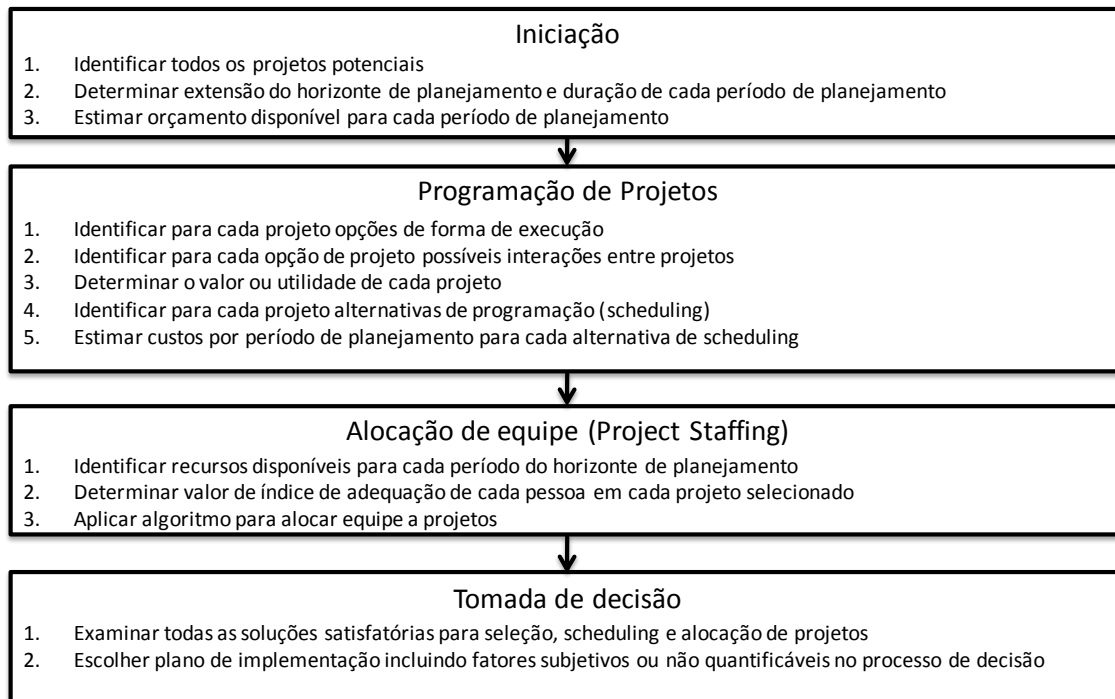 Iniciação
1. Identificar todos os projetos potenciais
2. Determinar extensão do horizonte de planejamento e duração de cada período de planejamento
3. Estimar orçamento disponível para cada período de planejamento
Programação de Projetos
1. Identificar para cada projeto opções de forma de execução
2. Identificar para cada opção de projeto possíveis interações entre projetos
3. Determinar o valor ou utilidade de cada projeto
4. Identificar para cada projeto alternativas de programação (scheduling)
5. Estimar custos por período de planejamento para cada alternativa de scheduling
Alocação de equipe (Project Staffing)
1. Identificar recursos disponíveis para cada período do horizonte de planejamento
2. Determinar valor de índice de adequação de cada pessoa em cada projeto selecionado
3. Aplicar algoritmo para alocar equipe a projetos
Tomada de decisão
1. Examinar todas as soluções satisfatórias para seleção, scheduling e alocação de projetos
2. Escolher plano de implementação incluindo fatores subjetivos ou não quantificáveis no processo de decisão